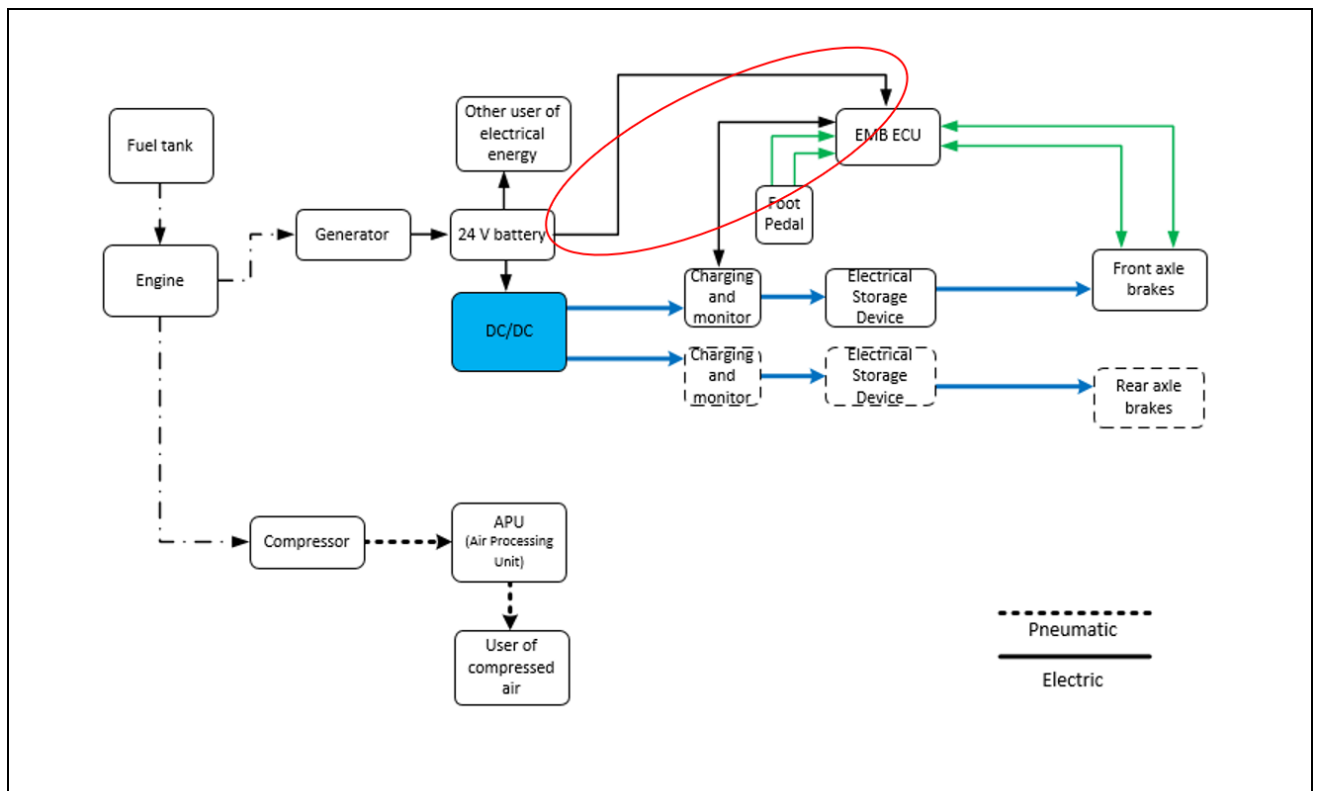 Fuel tank
Other user of
electrical
energy
EMB ECU
Foot
Pedal
Generator
24 V battery
Engine
Charging
and
monitor
Electrical
Storage
Device
Front axle
brakes
DC/DC
Charging
and
monitor
Electrical
Storage
Device
Rear axle
brakes
Compressor
APU
(Air Processing
Unit)
User of
compressed
air
Pneumatic
Electric